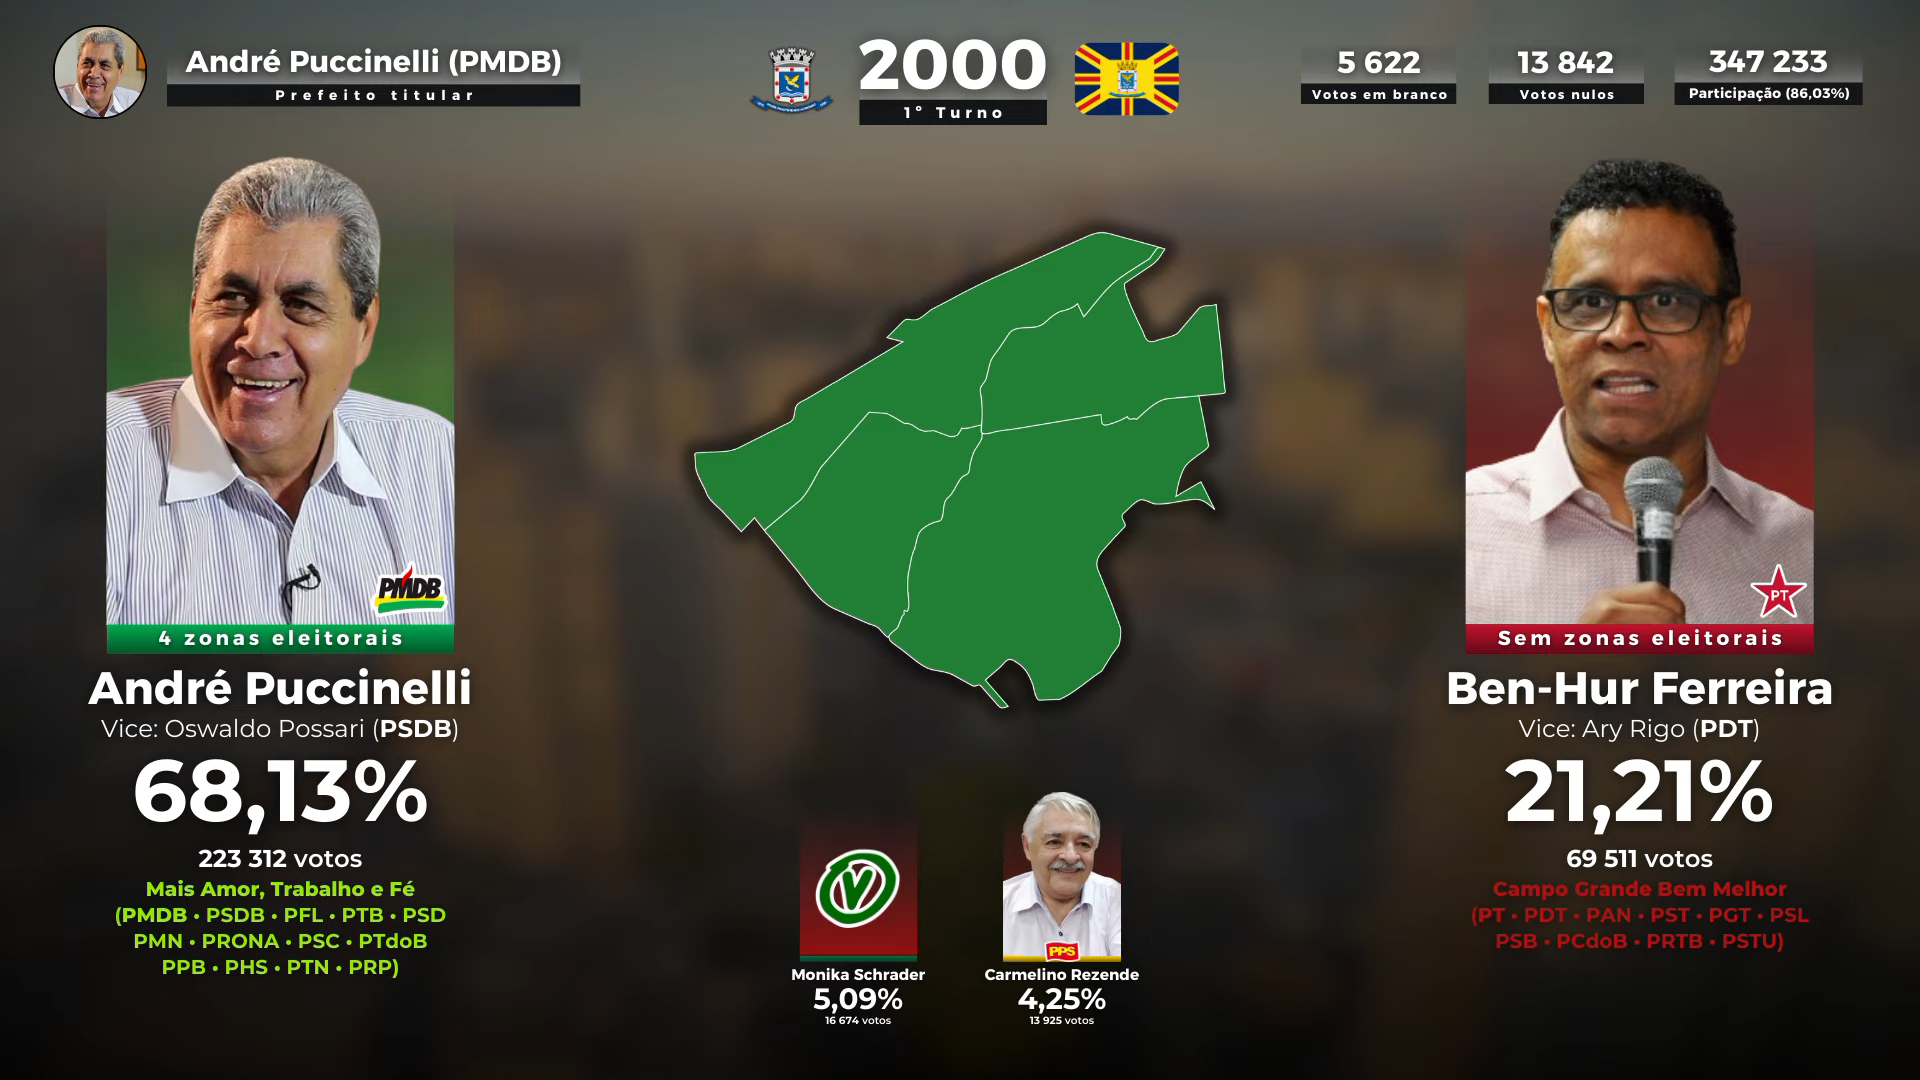 André Puccinelli (PMDB)
Prefeito titular
2000
1º Turno
5 622
Votos em branco
13 842
Votos nulos
347 233
Participação (86,03%)
PMDB
4 zonas eleitorais
André Puccinelli
Vice: Oswaldo Possari (PSDB)
68,13%
223 312 votos
Mais Amor, Trabalho e Fé
(PMDB • PSDB • PFL • PTB • PSD
PMN • PRONA • PSC • PTdoB
PPB • PHS • PTN • PRP)
V
Monika Schrader
5,09%
16 674 votos
PPS
Carmelino Rezende
4,25%
13 925 votos
PT
Sem zonas eleitorais
Ben-Hur Ferreira
Vice: Ary Rigo (PDT)
21,21%
69 511 votos
Campo Grande Bem Melhor
(PT • PDT • PAN • PST • PGT • PSL
PSB • PCdoB • PRTB • PSTU)